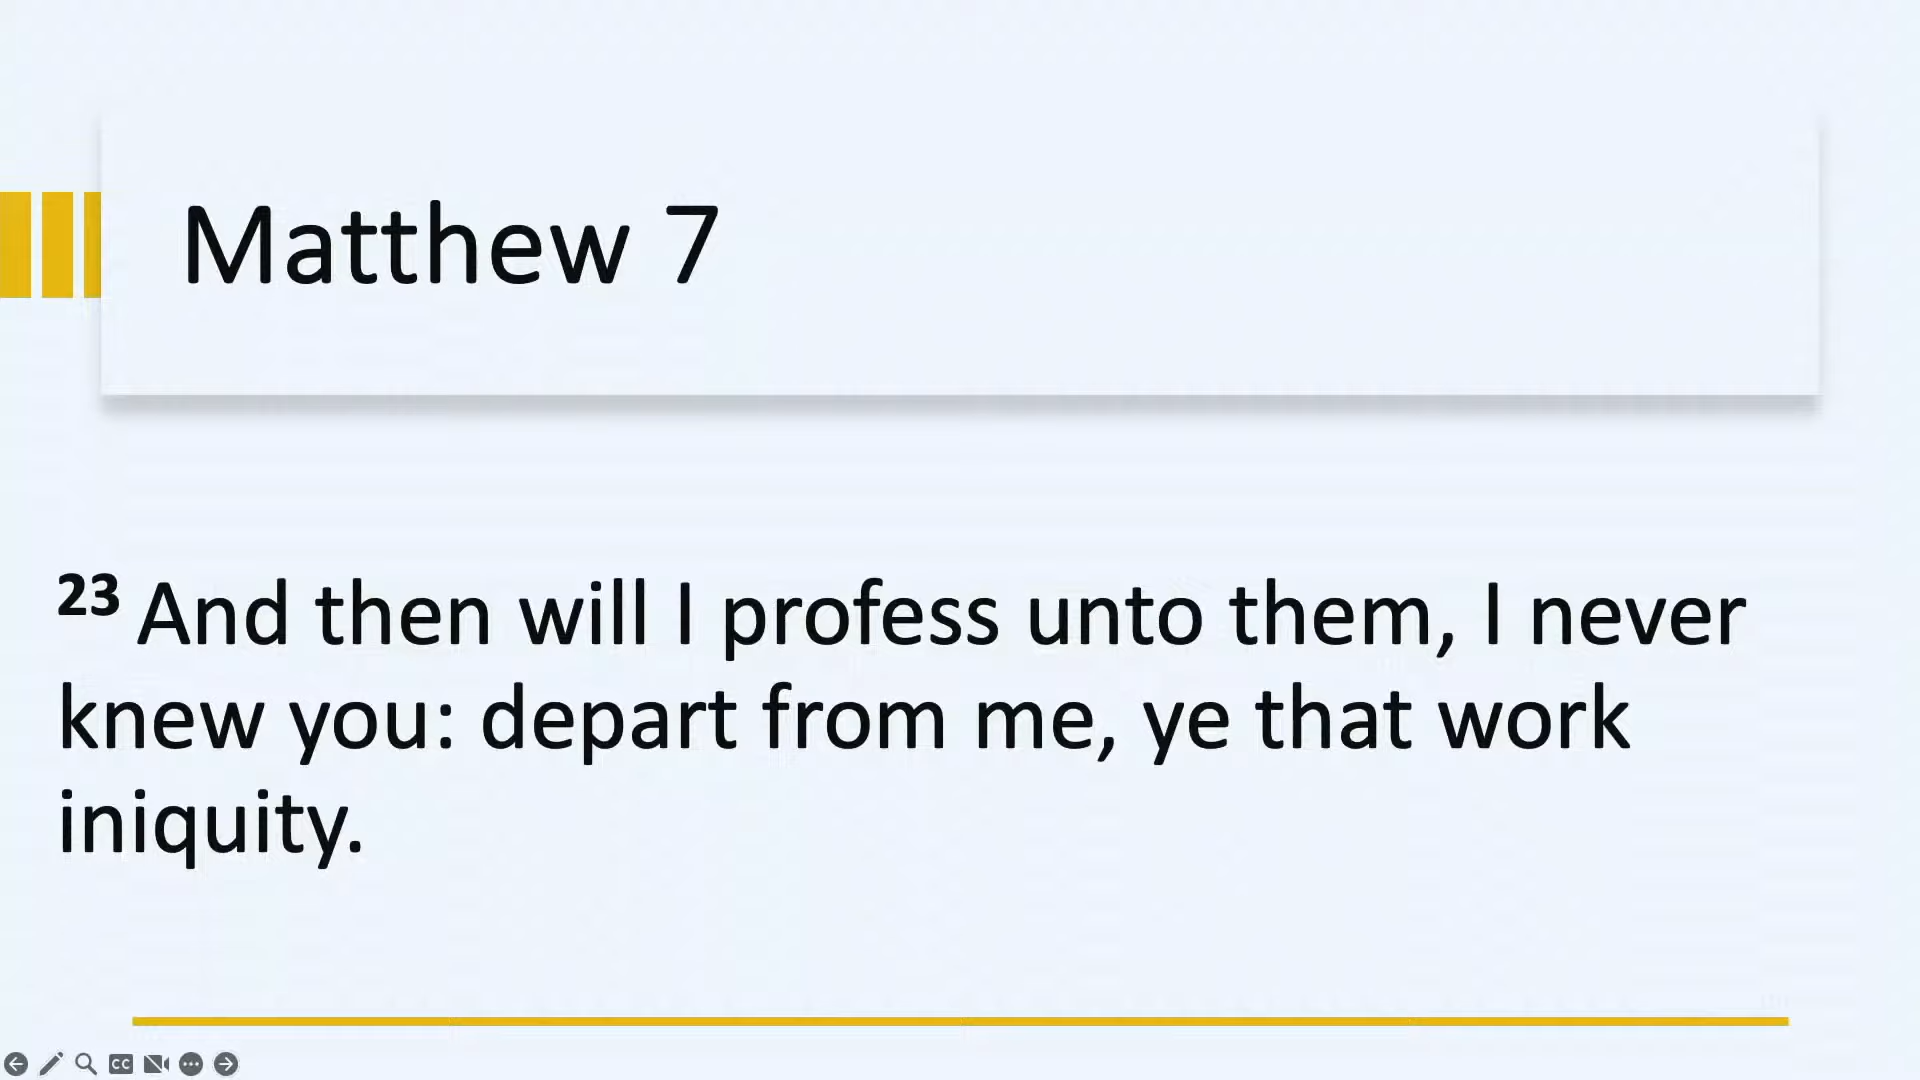 Matthew 7
23 And then will I profess unto them, I never
knew you: depart from me, ye that work
iniquity.
CC